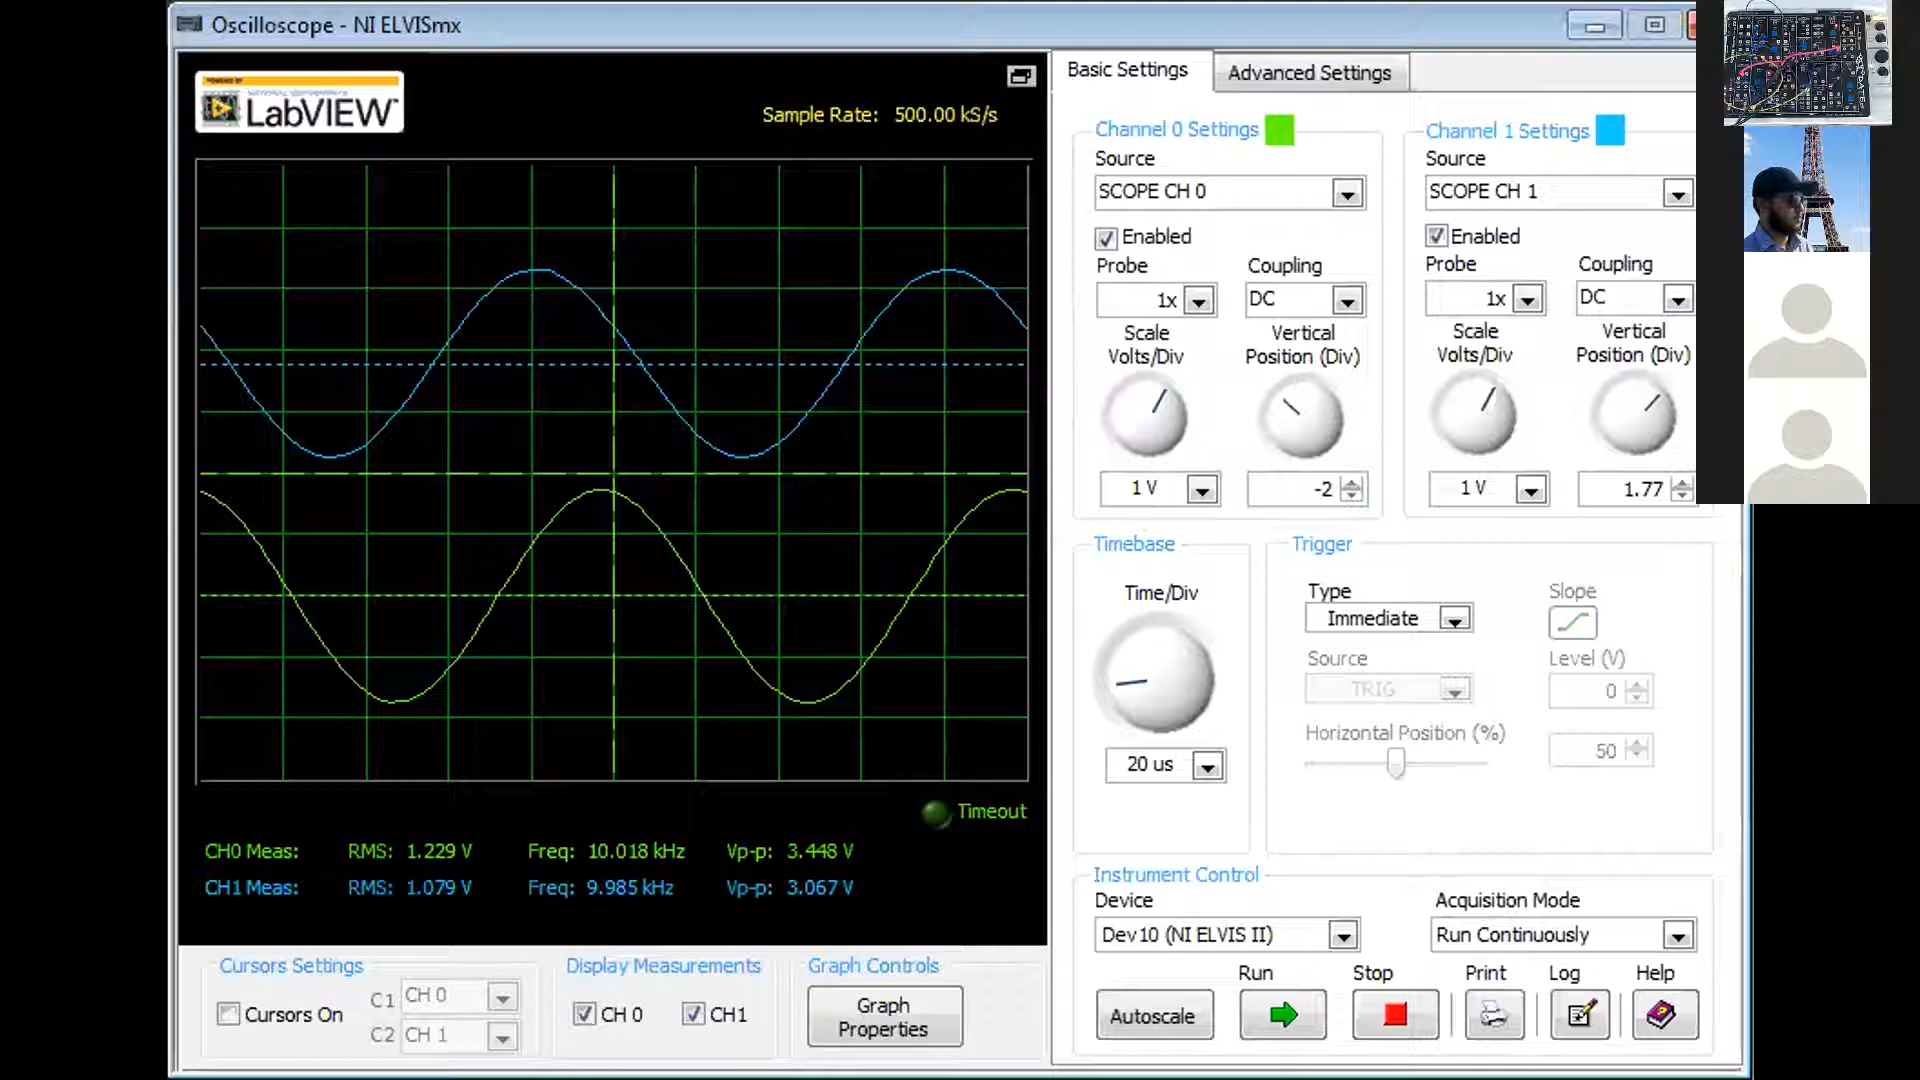 Oscilloscope - NI ELVISmx
POWERED BY
LabVIEW™
Sample Rate: 500.00 kS/s
Timeout
CH0 Meas: RMS: 1.229 V Freq: 10.018 kHz Vp-p: 3.448 V
CH1 Meas: RMS: 1.079 V Freq: 9.985 kHz Vp-p: 3.067 V
Cursors Settings
Cursors On
C1 CH 0
C2 CH 1
Display Measurements
CH 0 CH1
Graph Controls
Graph
Properties
Basic Settings Advanced Settings
Channel 0 Settings
Source
SCOPE CH 0
Enabled
Probe Coupling
1x DC
Scale Vertical
Volts/Div Position (Div)
1 V -2
Channel 1 Settings
Source
SCOPE CH 1
Enabled
Probe Coupling
1x DC
Scale Vertical
Volts/Div Position (Div)
1 V 1.77
Timebase
Time/Div
20 us
Trigger
Type Slope
Immediate
Source Level (V)
TRIG 0
Horizontal Position (%)
50
Instrument Control
Device Acquisition Mode
Dev10 (NI ELVIS II) Run Continuously
Run Stop Print Log Help
Autoscale